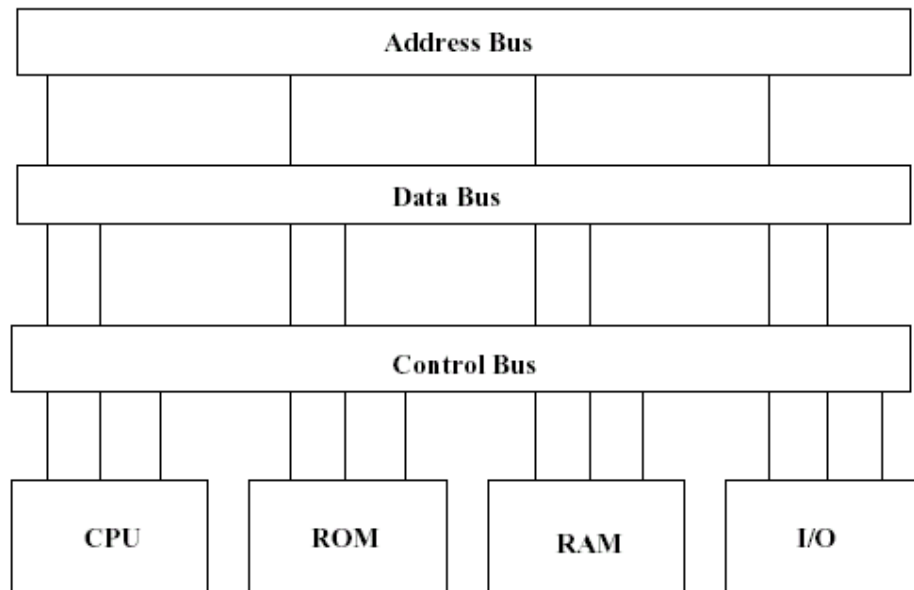 Address Bus
Data Bus
Control Bus
CPU
ROM
RAM
I/O